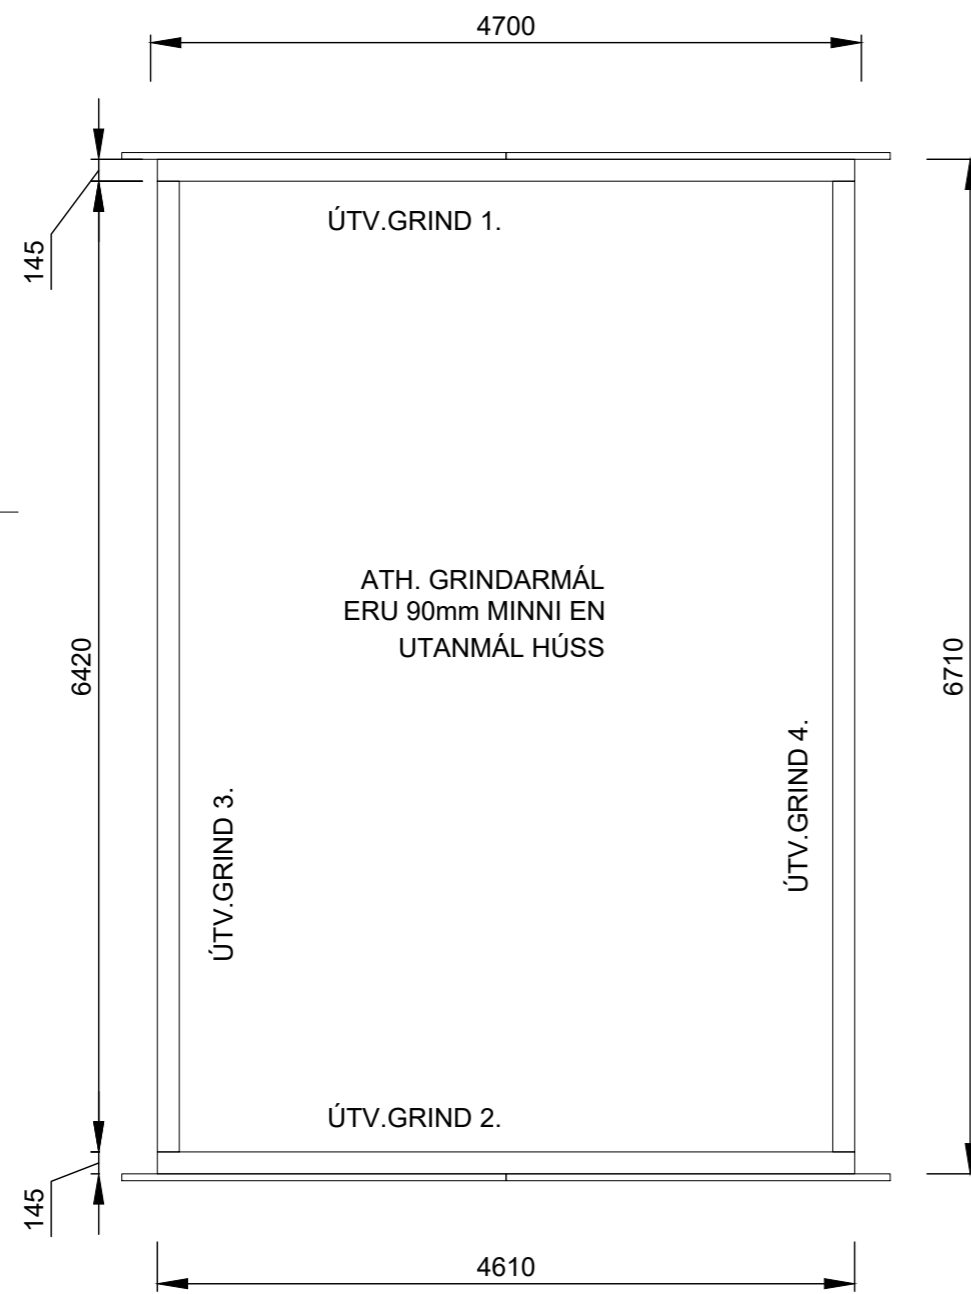 4700
145
ÚTV.GRIND 1.
ATH. GRINDARMÁL
ERU 90mm MINNI EN
UTANMÁL HÚSS
6420
6710
ÚTV.GRIND 3.
ÚTV.GRIND 4.
ÚTV.GRIND 2.
145
4610